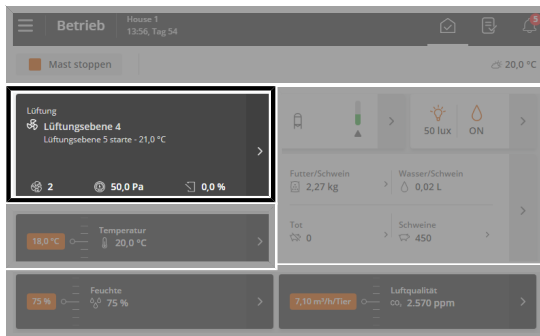 Betrieb
House 1
13:56, Tag 54
5
Mast stoppen
20,0 °C
Lüftung
Lüftungsebene 4
Lüftungsebene 5 starte - 21,0 °C
2
50,0 Pa
0,0 %
50 lux
ON
Futter/Schwein
2,27 kg
Wasser/Schwein
0,02 L
Tot
0
Schweine
450
Temperatur
18,0 °C
20,0 °C
Feuchte
75 %
75 %
Luftqualität
7,10 m³/h/Tier
CO₂ 2.570 ppm